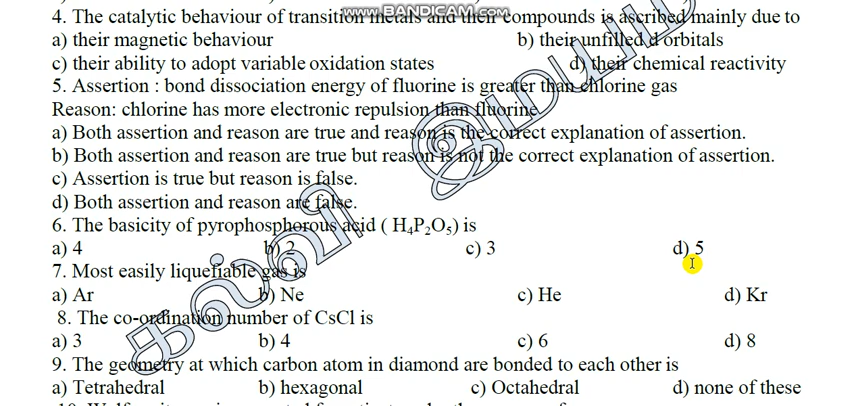 www.BANDICAM.com
4. The catalytic behaviour of transition metals and their compounds is ascribed mainly due to
a) their magnetic behaviour b) their unfilled d orbitals
c) their ability to adopt variable oxidation states d) their chemical reactivity
5. Assertion : bond dissociation energy of fluorine is greater than chlorine gas
Reason: chlorine has more electronic repulsion than fluorine
a) Both assertion and reason are true and reason is the correct explanation of assertion.
b) Both assertion and reason are true but reason is not the correct explanation of assertion.
c) Assertion is true but reason is false.
d) Both assertion and reason are false.
6. The basicity of pyrophosphorous acid ( H₄P₂O₅) is
a) 4 b) 2 c) 3 d) 5
7. Most easily liquefiable gas is
a) Ar b) Ne c) He d) Kr
8. The co-ordination number of CsCl is
a) 3 b) 4 c) 6 d) 8
9. The geometry at which carbon atom in diamond are bonded to each other is
a) Tetrahedral b) hexagonal c) Octahedral d) none of these
கல்வி